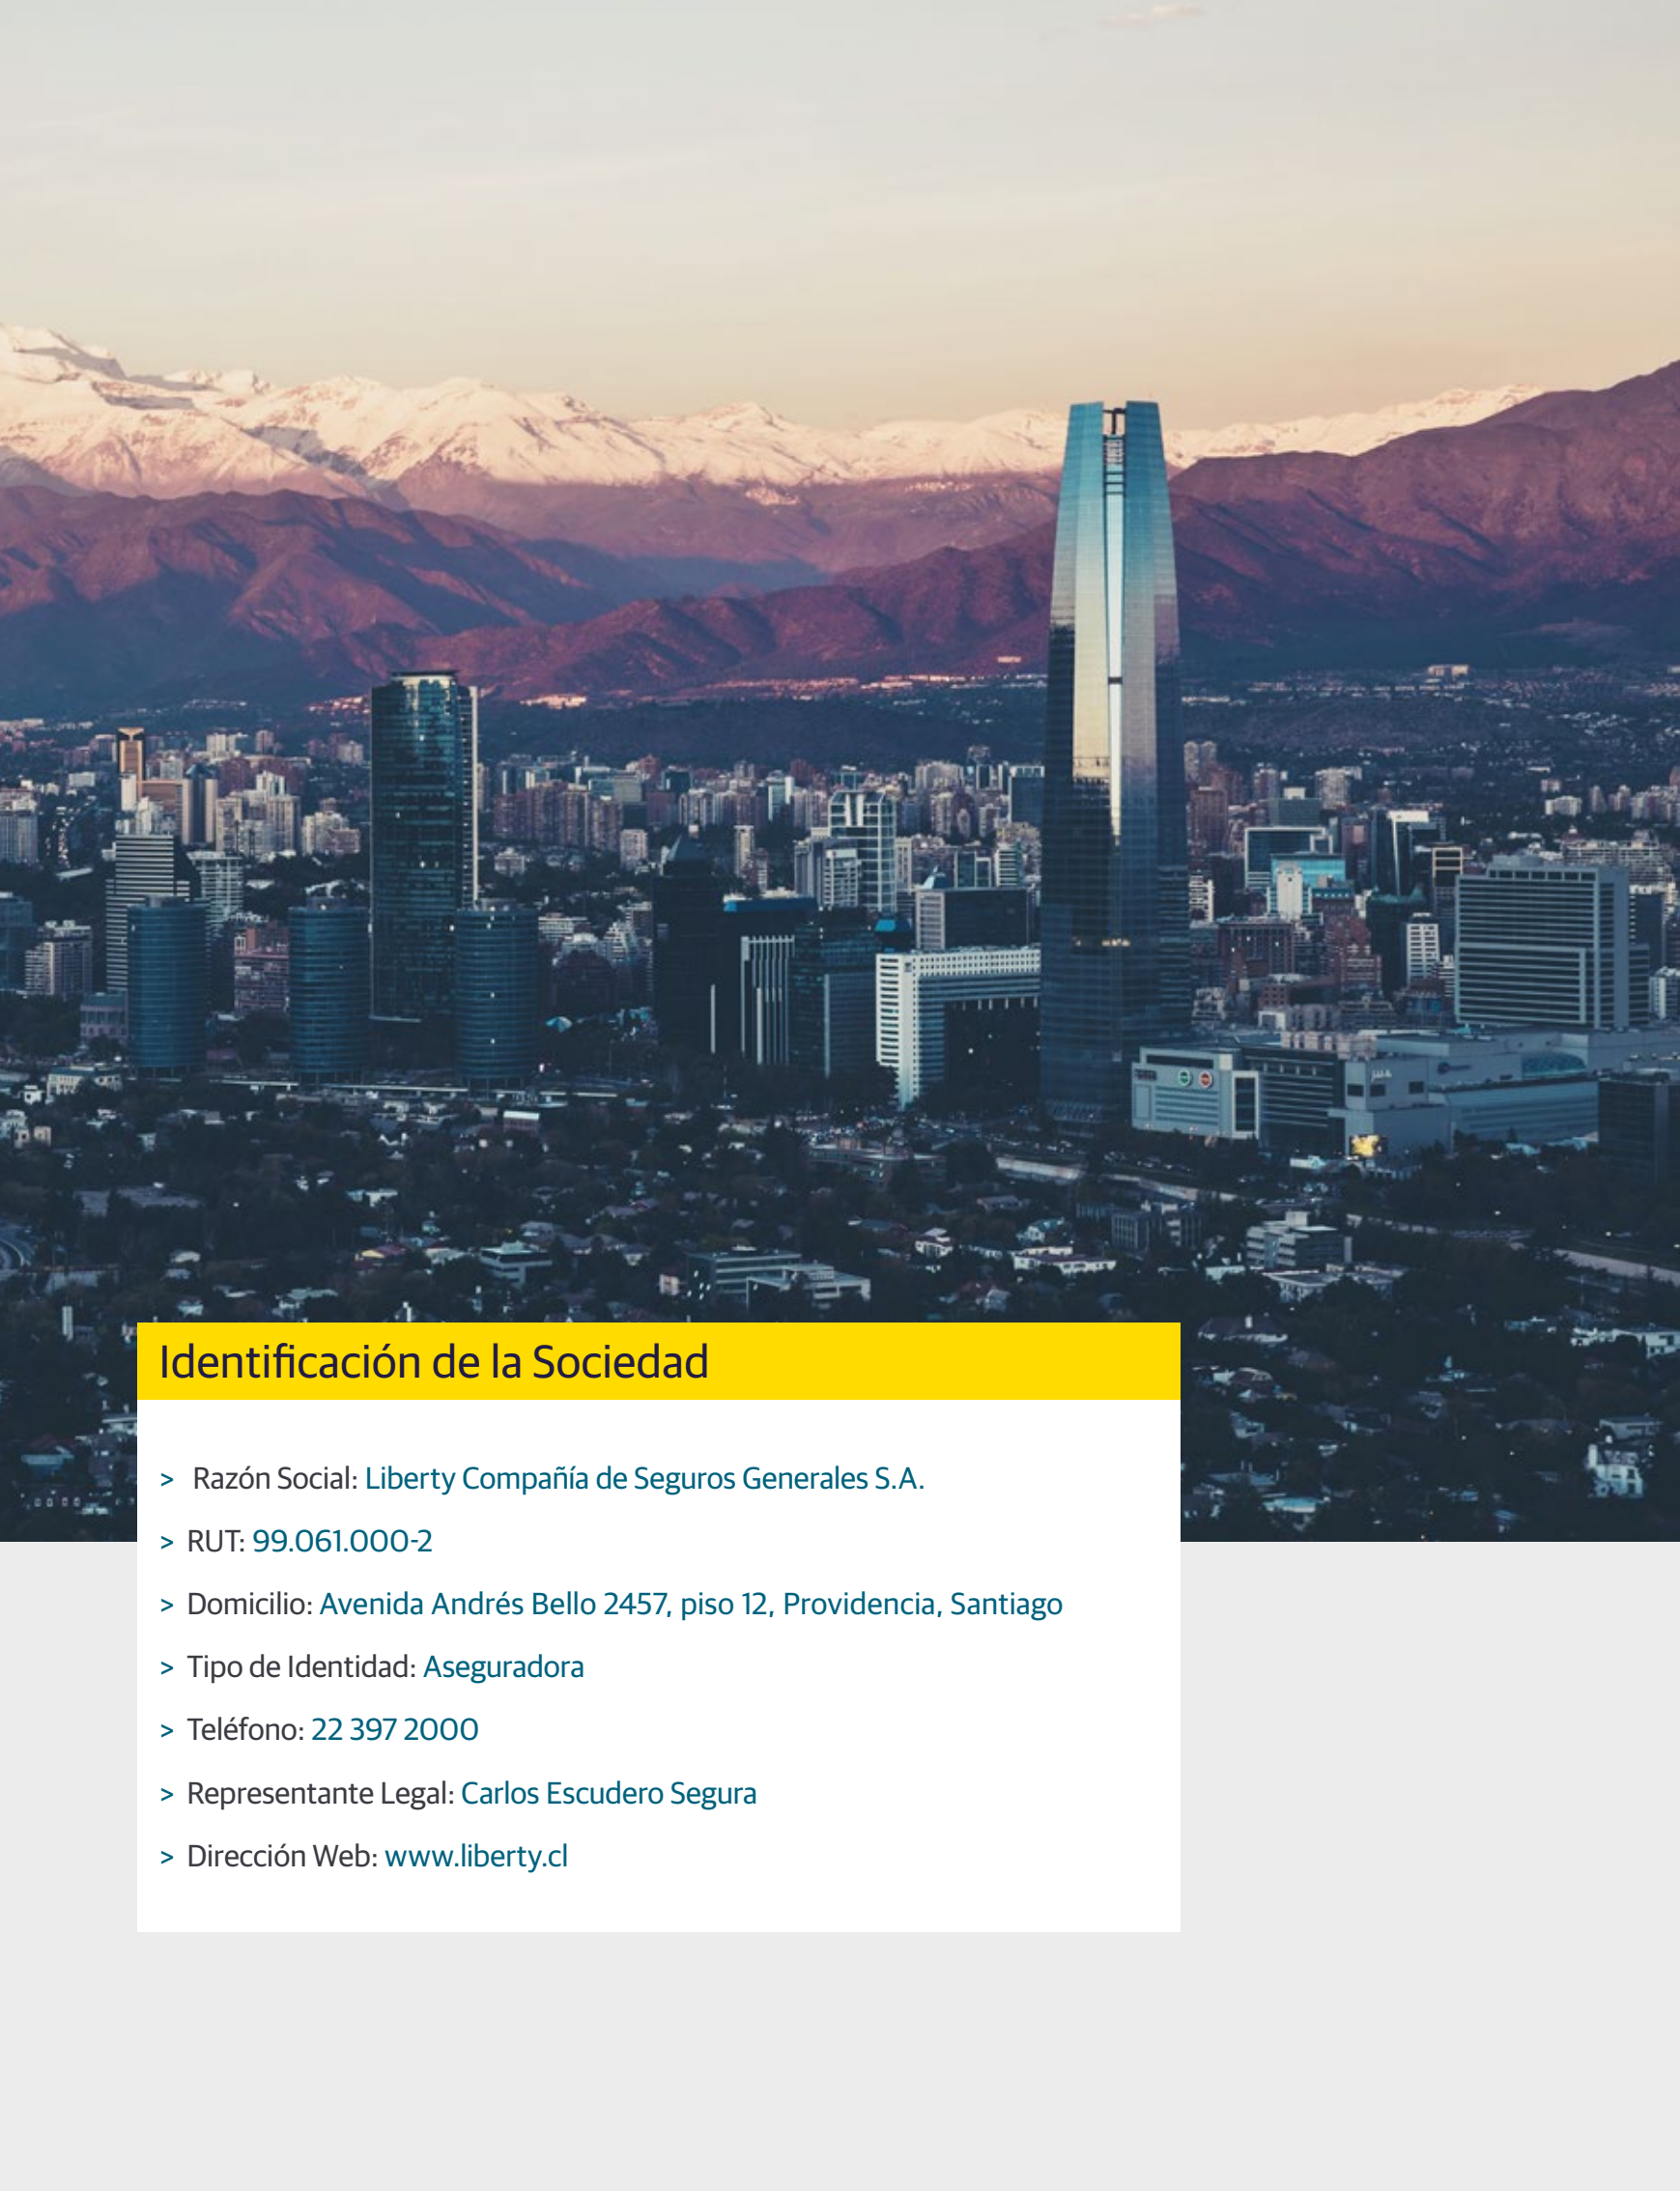 Identificación de la Sociedad
> Razón Social: Liberty Compañía de Seguros Generales S.A.
> RUT: 99.061.000-2
> Domicilio: Avenida Andrés Bello 2457, piso 12, Providencia, Santiago
> Tipo de Identidad: Aseguradora
> Teléfono: 22 397 2000
> Representante Legal: Carlos Escudero Segura
> Dirección Web: www.liberty.cl